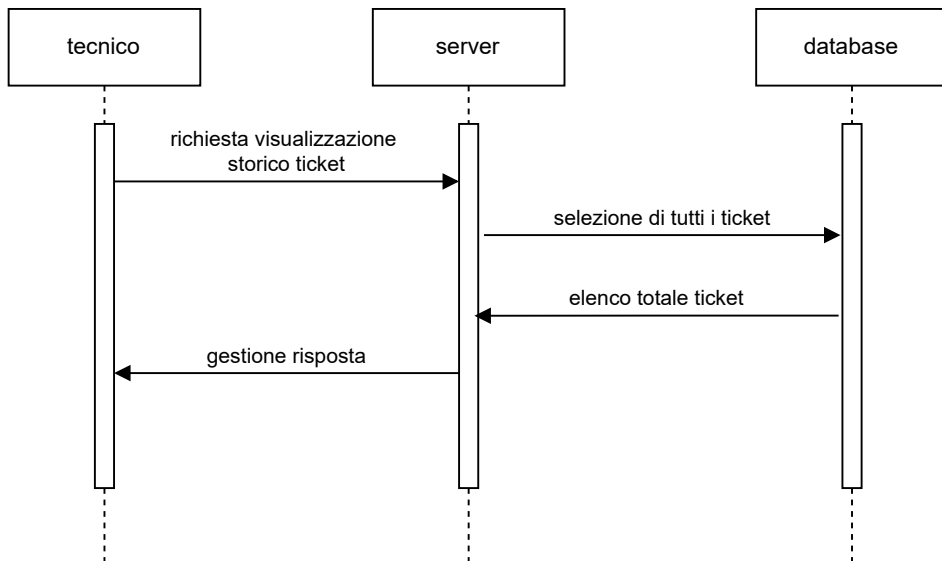 tecnico
server
database
richiesta visualizzazione
storico ticket
selezione di tutti i ticket
elenco totale ticket
gestione risposta